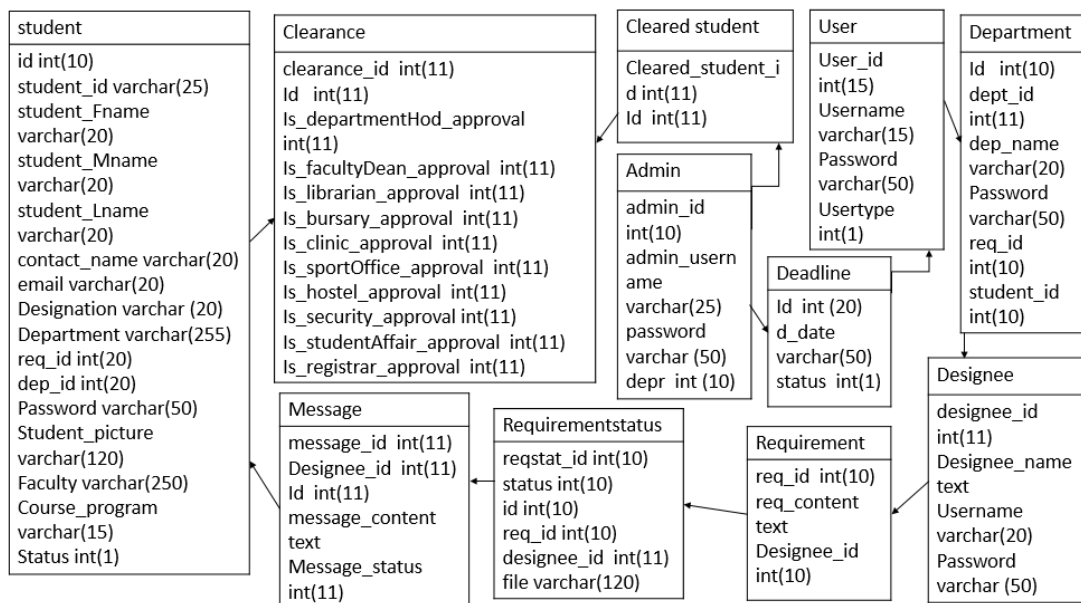 student
id int(10)
student_id varchar(25)
student_Fname
varchar(20)
student_Mname
varchar(20)
student_Lname
varchar(20)
contact_name varchar(20)
email varchar(20)
Designation varchar (20)
Department varchar(255)
req_id int(20)
dep_id int(20)
Password varchar(50)
Student_picture
varchar(120)
Faculty varchar(250)
Course_program
varchar(15)
Status int(1)
Clearance
clearance_id int(11)
Id int(11)
Is_departmentHod_approval
int(11)
Is_facultyDean_approval int(11)
Is_librarian_approval int(11)
Is_bursary_approval int(11)
Is_clinic_approval int(11)
Is_sportOffice_approval int(11)
Is_hostel_approval int(11)
Is_security_approval int(11)
Is_studentAffair_approval int(11)
Is_registrar_approval int(11)
Cleared student
Cleared_student_i
d int(11)
Id int(11)
User
User_id
int(15)
Username
varchar(15)
Password
varchar(50)
Usertype
int(1)
Department
Id int(10)
dept_id
int(11)
dep_name
varchar(20)
Password
varchar(50)
req_id
int(10)
student_id
int(10)
Admin
admin_id
int(10)
admin_usern
ame
varchar(25)
password
varchar (50)
depr int (10)
Deadline
Id int (20)
d_date
varchar(50)
status int(1)
Designee
designee_id
int(11)
Designee_name
text
Username
varchar(20)
Password
varchar (50)
Message
message_id int(11)
Designee_id int(11)
Id int(11)
message_content
text
Message_status
int(11)
Requirementstatus
reqstat_id int(10)
status int(10)
id int(10)
req_id int(10)
designee_id int(11)
file varchar(120)
Requirement
req_id int(10)
req_content
text
Designee_id
int(10)